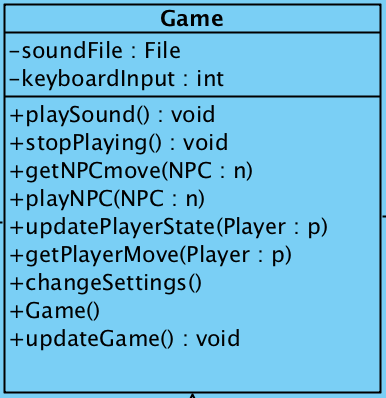 Game
-soundFile : File
-keyboardInput : int
+playSound() : void
+stopPlaying() : void
+getNPCmove(NPC : n)
+playNPC(NPC : n)
+updatePlayerState(Player : p)
+getPlayerMove(Player : p)
+changeSettings()
+Game()
+updateGame() : void